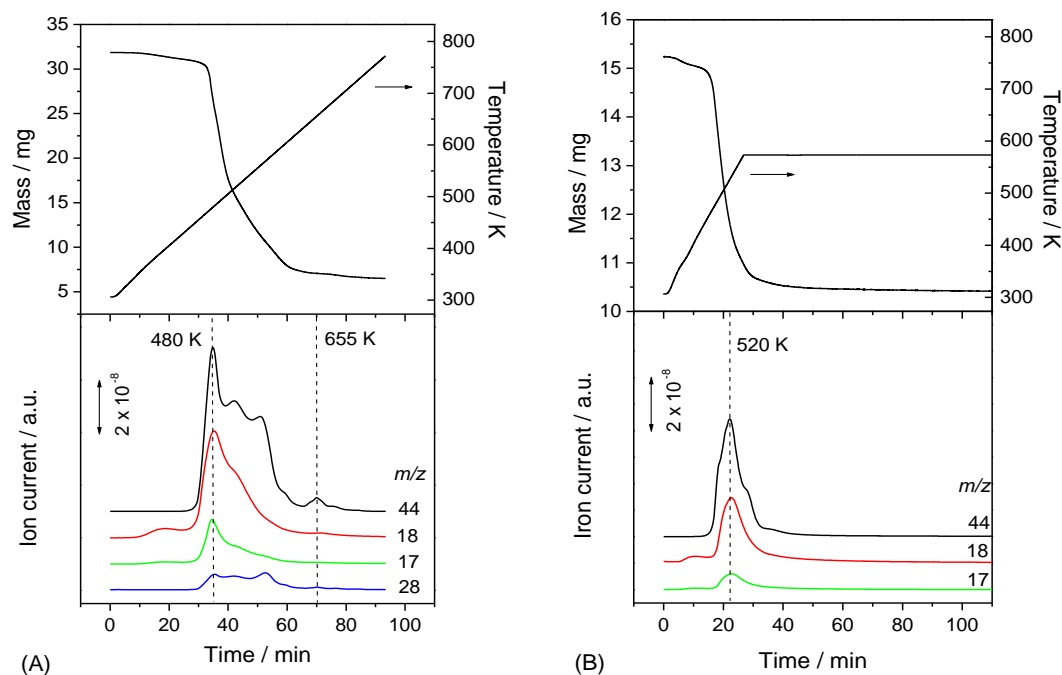 35
30
25
20
15
10
5
Mass / mg
800
700
600
500
400
300
Temperature / K
480 K
655 K
2 x 10-8
Ion current / a.u.
m/z
44
18
17
28
0 20 40 60 80 100
Time / min
(A)
16
15
14
13
12
11
10
Mass / mg
800
700
600
500
400
300
Temperature / K
520 K
2 x 10-8
Iron current / a.u.
m/z
44
18
17
0 20 40 60 80 100
Time / min
(B)